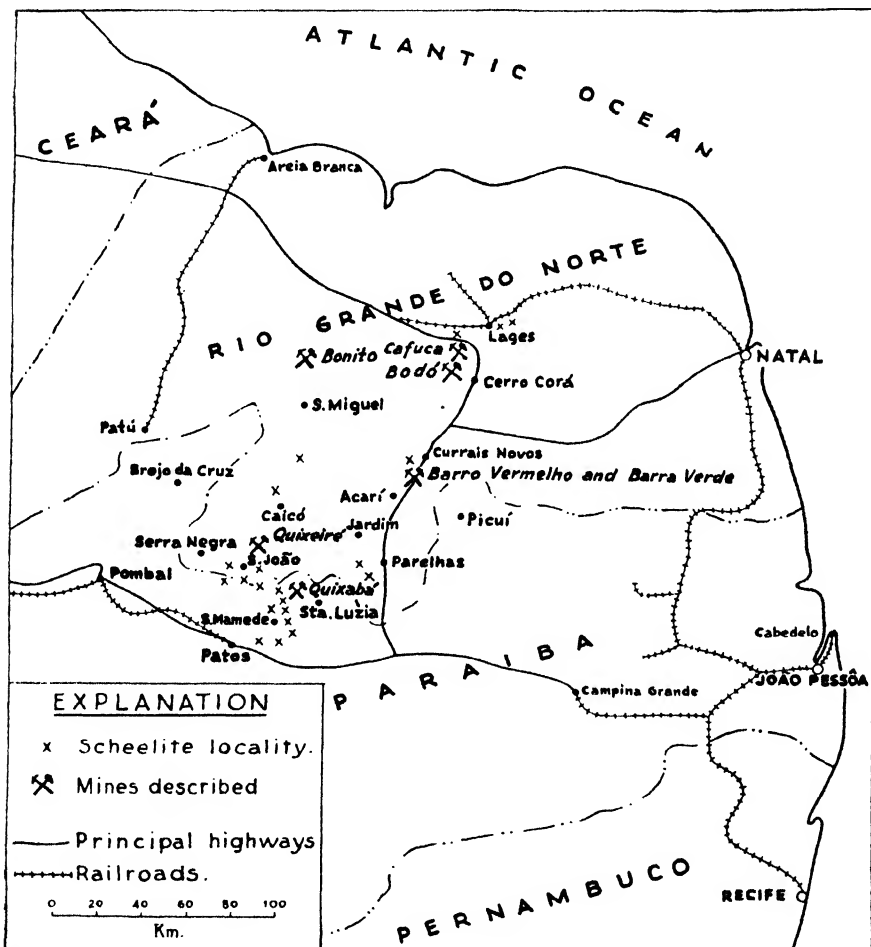 ATLANTIC OCEAN
CEARÁ
Areia Branca
RIO GRANDE DO NORTE
Lages
Bonito
Cafuca
Bodó
NATAL
Cerro Corá
S. Miguel
Patú
Currais Novos
Brejo da Cruz
Barro Vermelho and Barra Verde
Acarí
Caicó
Picuí
Jardim
Quixeiré
Serra Negra
S. João
Parelhas
Pombal
Quixaba
Sta. Luzia
S. Mamede
Patos
Cabedelo
PARAIBA
JOÃO PESSÔA
Campina Grande
EXPLANATION
x Scheelite locality.
Mines described
Principal highways
Railroads.
0 20 40 60 80 100
Km.
PERNAMBUCO
RECIFE